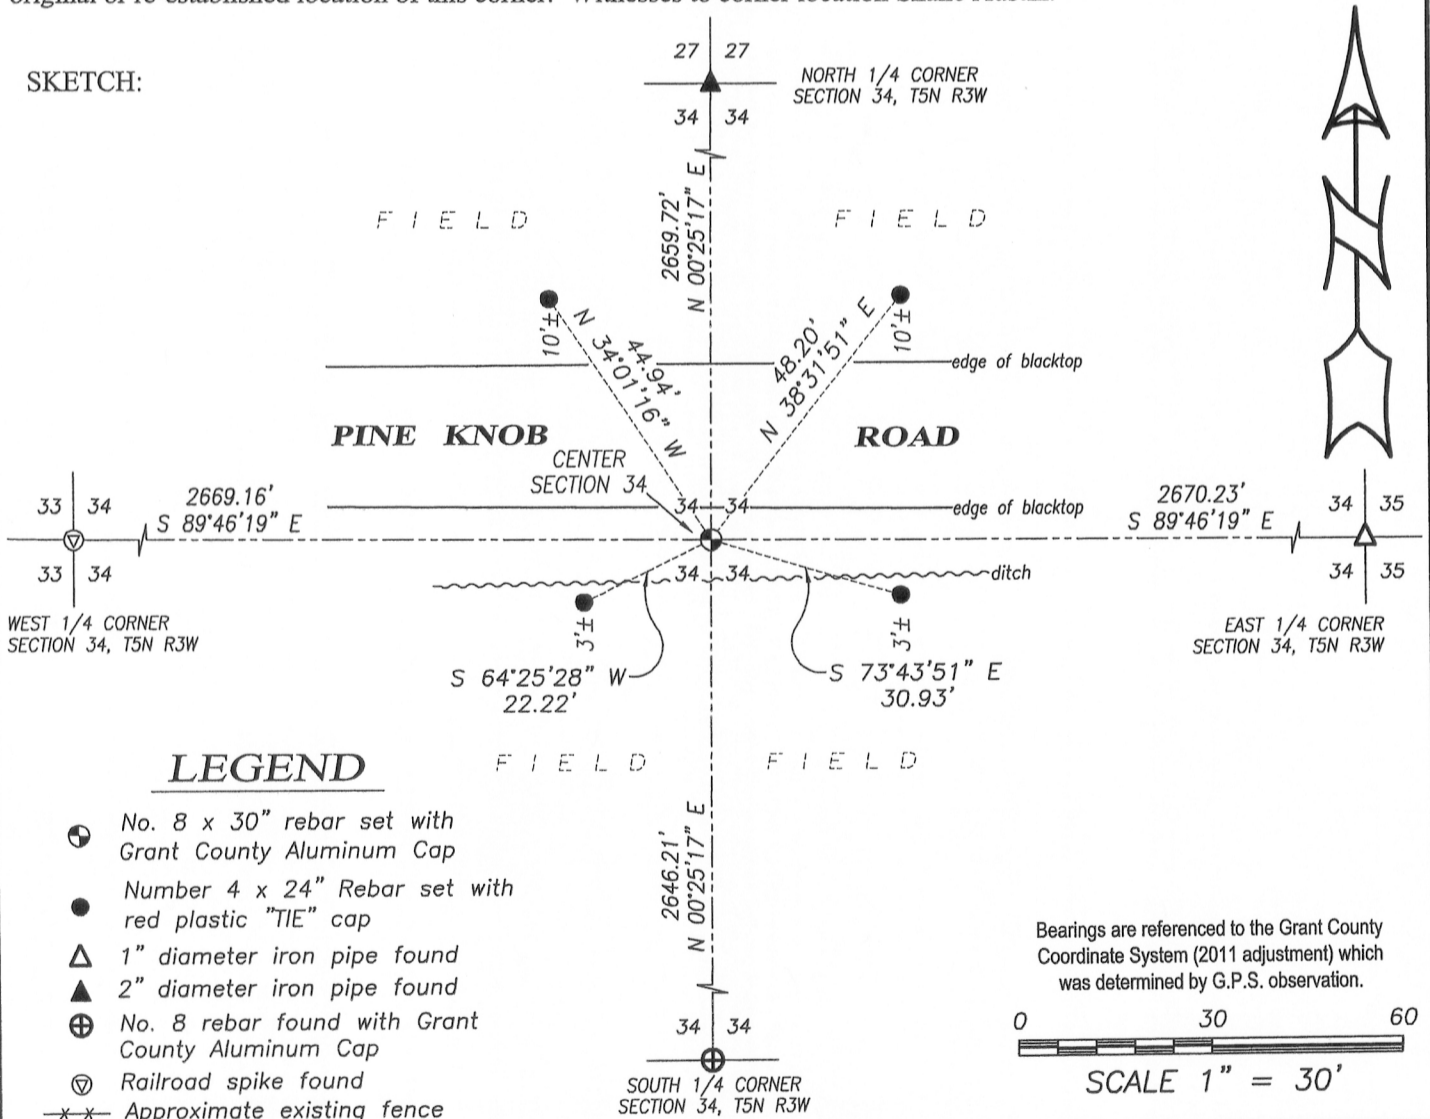 SKETCH:
27 27
34 34
NORTH 1/4 CORNER
SECTION 34, T5N R3W
2659.72'
N 00°25'17" E
FIELD
FIELD
10'±
N 34°01'16" W
44.94'
48.20'
N 38°31'51" E
10'±
edge of blacktop
PINE KNOB
ROAD
CENTER
SECTION 34
34 34
edge of blacktop
33 34
2669.16'
S 89°46'19" E
2670.23'
S 89°46'19" E
34 35
33 34
34 34
ditch
34 35
WEST 1/4 CORNER
SECTION 34, T5N R3W
3'±
3'±
EAST 1/4 CORNER
SECTION 34, T5N R3W
S 64°25'28" W
22.22'
S 73°43'51" E
30.93'
FIELD
FIELD
LEGEND
No. 8 x 30" rebar set with
Grant County Aluminum Cap
Number 4 x 24" Rebar set with
red plastic "TIE" cap
1" diameter iron pipe found
2" diameter iron pipe found
No. 8 rebar found with Grant
County Aluminum Cap
Railroad spike found
Approximate existing fence
2646.21'
N 00°25'17" E
34 34
SOUTH 1/4 CORNER
SECTION 34, T5N R3W
Bearings are referenced to the Grant County
Coordinate System (2011 adjustment) which
was determined by G.P.S. observation.
0 30 60
SCALE 1" = 30'
N